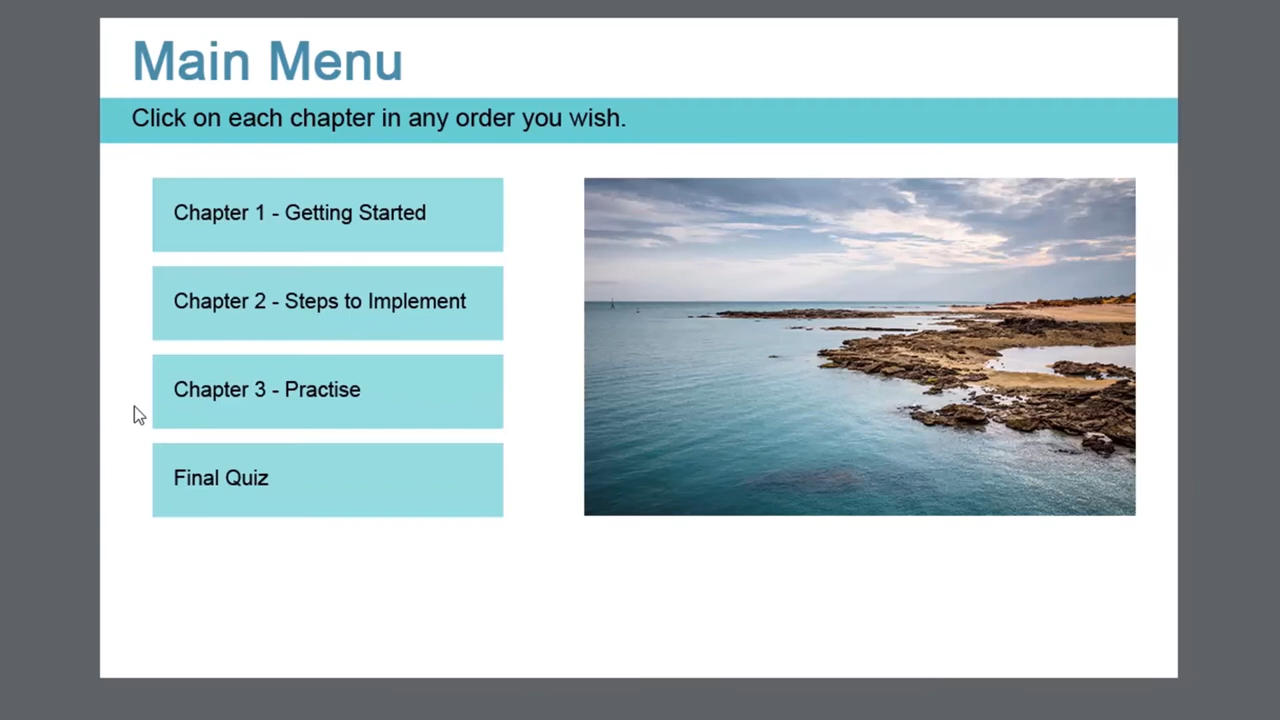 Main Menu
Click on each chapter in any order you wish.
Chapter 1 - Getting Started
Chapter 2 - Steps to Implement
Chapter 3 - Practise
Final Quiz